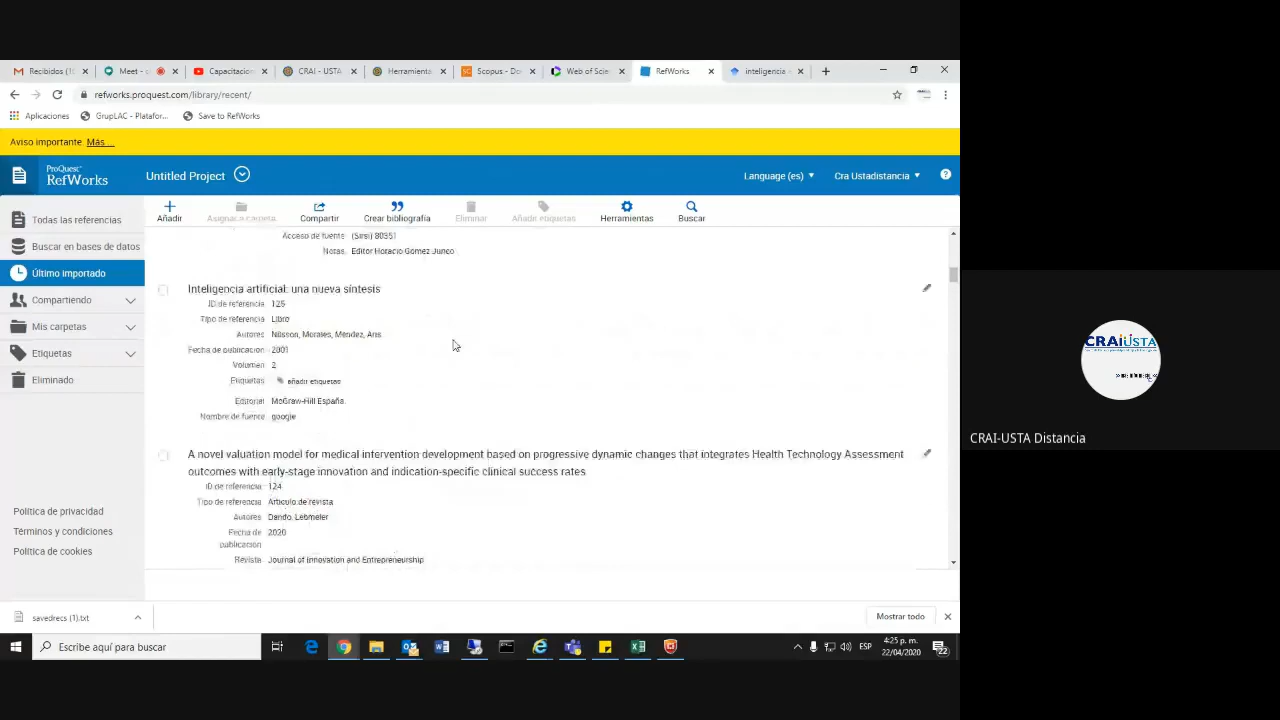 Recibidos (1
Meet -
Capacitacio
CRAI - USTA
Herramienta
Scopus - Do
Web of Scie
RefWorks
inteligencia
refworks.proquest.com/library/recent/
Aplicaciones
GrupLAC - Platafor...
Save to RefWorks
Aviso importante. Más ...
ProQuest
RefWorks
Untitled Project
Language (es)
Cra Ustadistancia
Añadir
Asignar a carpeta
Compartir
Crear bibliografía
Eliminar
Añadir etiquetas
Herramientas
Buscar
Todas las referencias
Buscar en bases de datos
Último importado
Compartiendo
Mis carpetas
Etiquetas
Eliminado
Política de privacidad
Términos y condiciones
Política de cookies
Acceso de fuente (Sirsi) 80351
Notas Editor Horacio Gómez Junco
Inteligencia artificial: una nueva síntesis
ID de referencia 125
Tipo de referencia Libro
Autores Nilsson, Morales, Méndez, Aris
Fecha de publicación 2001
Volumen 2
Etiquetas añadir etiquetas
Editorial McGraw-Hill España
Nombre de fuente google
A novel valuation model for medical intervention development based on progressive dynamic changes that integrates Health Technology Assessment
outcomes with early-stage innovation and indication-specific clinical success rates
ID de referencia 124
Tipo de referencia Artículo de revista
Autores Dando, Lebmeier
Fecha de 2020
publicación
Revista Journal of Innovation and Entrepreneurship
savedrecs (1).txt
Mostrar todo
Escribe aquí para buscar
ESP
4:25 p. m.
22/04/2020
22
CRAIUSTA
CRAI-USTA Distancia